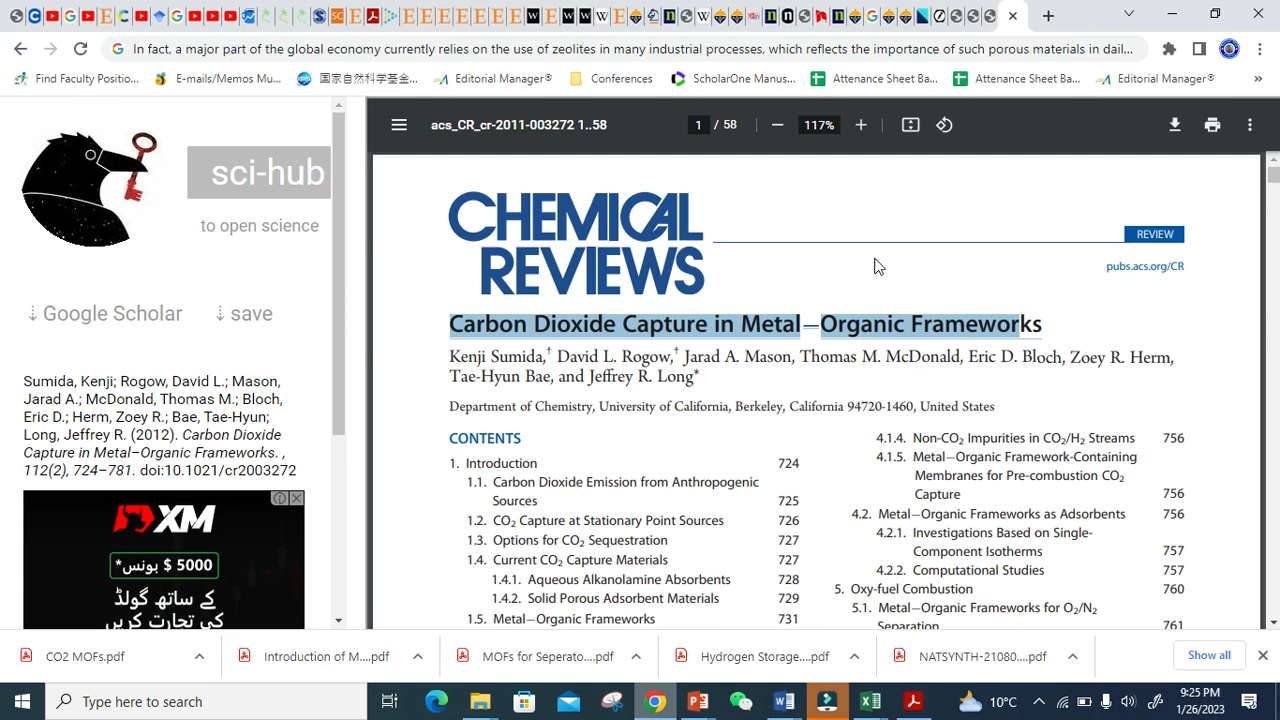 In fact, a major part of the global economy currently relies on the use of zeolites in many industrial processes, which reflects the importance of such porous materials in dail...
Find Faculty Positio...
E-mails/Memos Mu...
国家自然科学基金...
Editorial Manager®
Conferences
ScholarOne Manus...
Attenance Sheet Ba...
Attenance Sheet Ba...
Editorial Manager®
»
sci-hub
to open science
↓ Google Scholar
↓ save
Sumida, Kenji; Rogow, David L.; Mason,
Jarad A.; McDonald, Thomas M.; Bloch,
Eric D.; Herm, Zoey R.; Bae, Tae-Hyun;
Long, Jeffrey R. (2012). Carbon Dioxide
Capture in Metal–Organic Frameworks. ,
112(2), 724–781. doi:10.1021/cr2003272
XM
*بونس $ 5000
کے ساتھ گولڈ
کی تجارت کریں
acs_CR_cr-2011-003272 1..58
1 / 58
117%
CHEMICAL
REVIEWS
REVIEW
pubs.acs.org/CR
Carbon Dioxide Capture in Metal–Organic Frameworks
Kenji Sumida,† David L. Rogow,† Jarad A. Mason, Thomas M. McDonald, Eric D. Bloch, Zoey R. Herm,
Tae-Hyun Bae, and Jeffrey R. Long*
Department of Chemistry, University of California, Berkeley, California 94720-1460, United States
CONTENTS
1. Introduction 724
1.1. Carbon Dioxide Emission from Anthropogenic
Sources 725
1.2. CO2 Capture at Stationary Point Sources 726
1.3. Options for CO2 Sequestration 727
1.4. Current CO2 Capture Materials 727
1.4.1. Aqueous Alkanolamine Absorbents 728
1.4.2. Solid Porous Adsorbent Materials 729
1.5. Metal–Organic Frameworks 731
4.1.4. Non-CO2 Impurities in CO2/H2 Streams 756
4.1.5. Metal–Organic Framework-Containing
Membranes for Pre-combustion CO2
Capture 756
4.2. Metal–Organic Frameworks as Adsorbents 756
4.2.1. Investigations Based on Single-
Component Isotherms 757
4.2.2. Computational Studies 757
5. Oxy-fuel Combustion 760
5.1. Metal–Organic Frameworks for O2/N2
Separation 761
CO2 MOFs.pdf
Introduction of M....pdf
MOFs for Seperato....pdf
Hydrogen Storage....pdf
NATSYNTH-21080....pdf
Show all
Type here to search
10°C
9:25 PM
1/26/2023